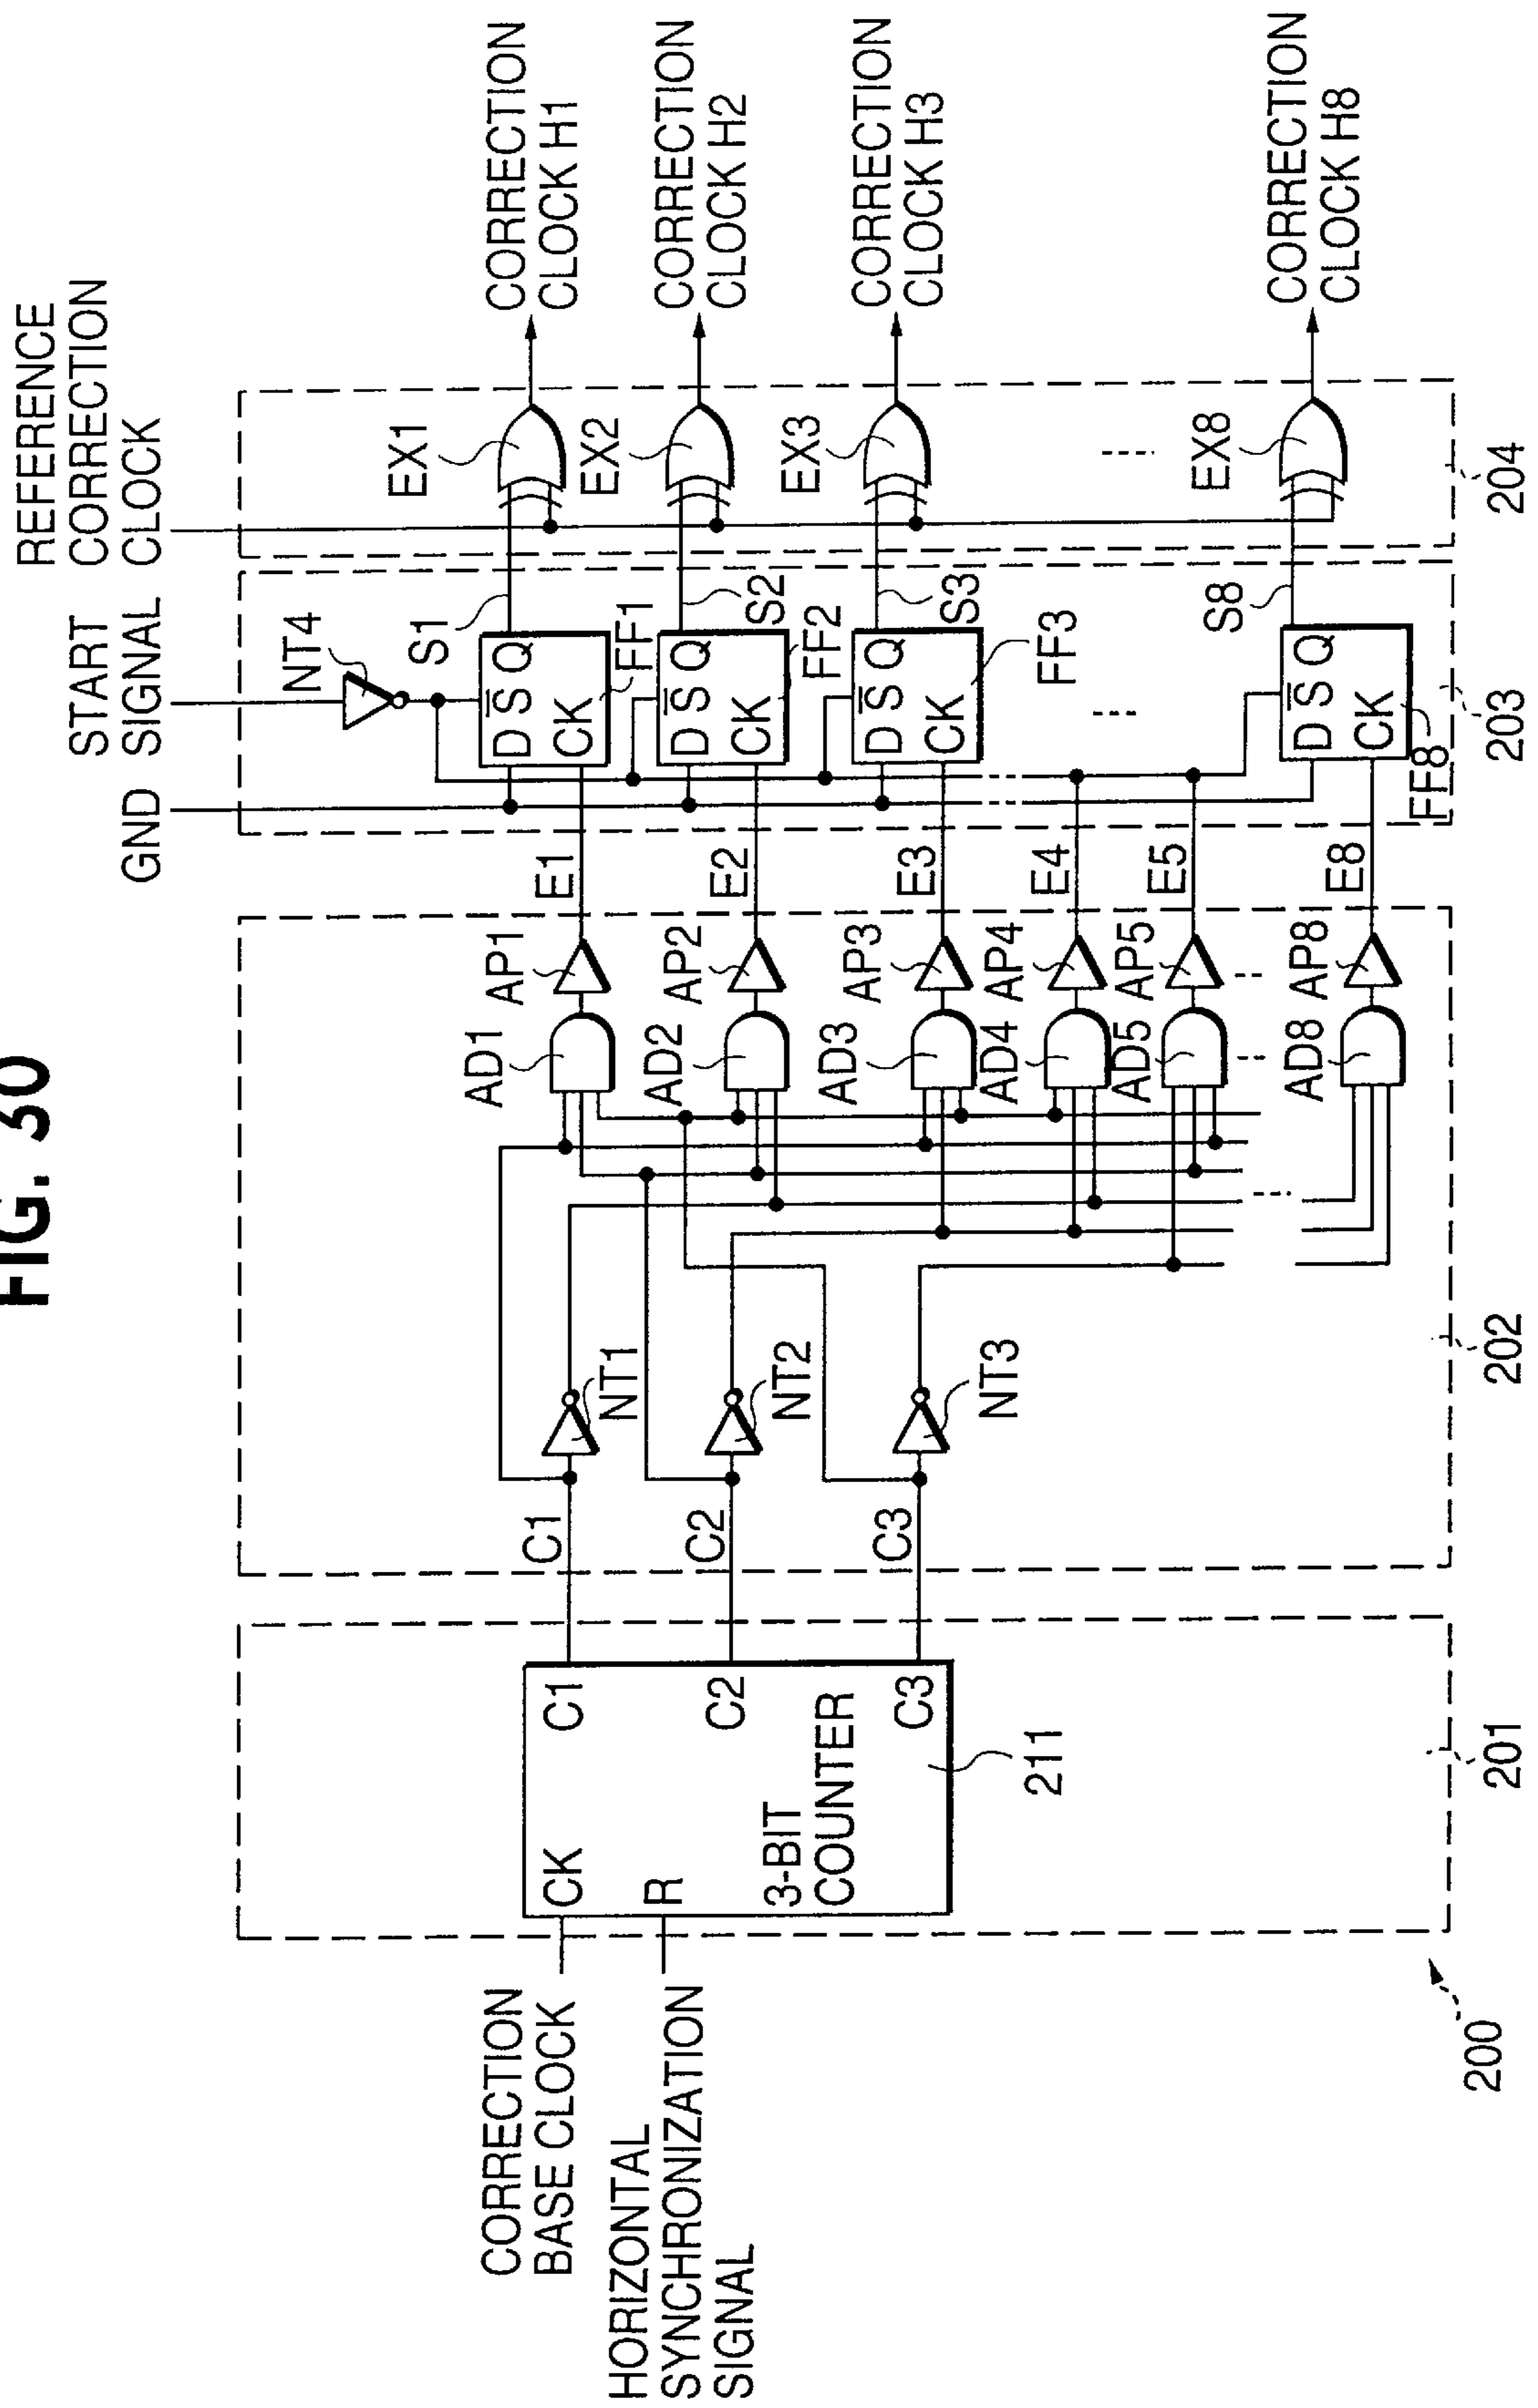 FIG. 30
REFERENCE
CORRECTION
CLOCK
START
SIGNAL
GND
NT4
CORRECTION
BASE CLOCK
HORIZONTAL
SYNCHRONIZATION
SIGNAL
CK
R
3-BIT
COUNTER
C1
C2
C3
211
C1
C2
C3
NT1
NT2
NT3
AD1
AP1
E1
AD2
AP2
E2
AD3
AP3
E3
AD4
AP4
E4
AD5
AP5
E5
AD8
AP8
E8
D S Q
CK
FF1
S1
D S Q
CK
FF2
S2
D S Q
CK
FF3
S3
D S Q
CK
FF8
S8
EX1
EX2
EX3
EX8
CORRECTION
CLOCK H1
CORRECTION
CLOCK H2
CORRECTION
CLOCK H3
CORRECTION
CLOCK H8
200
201
202
203
204